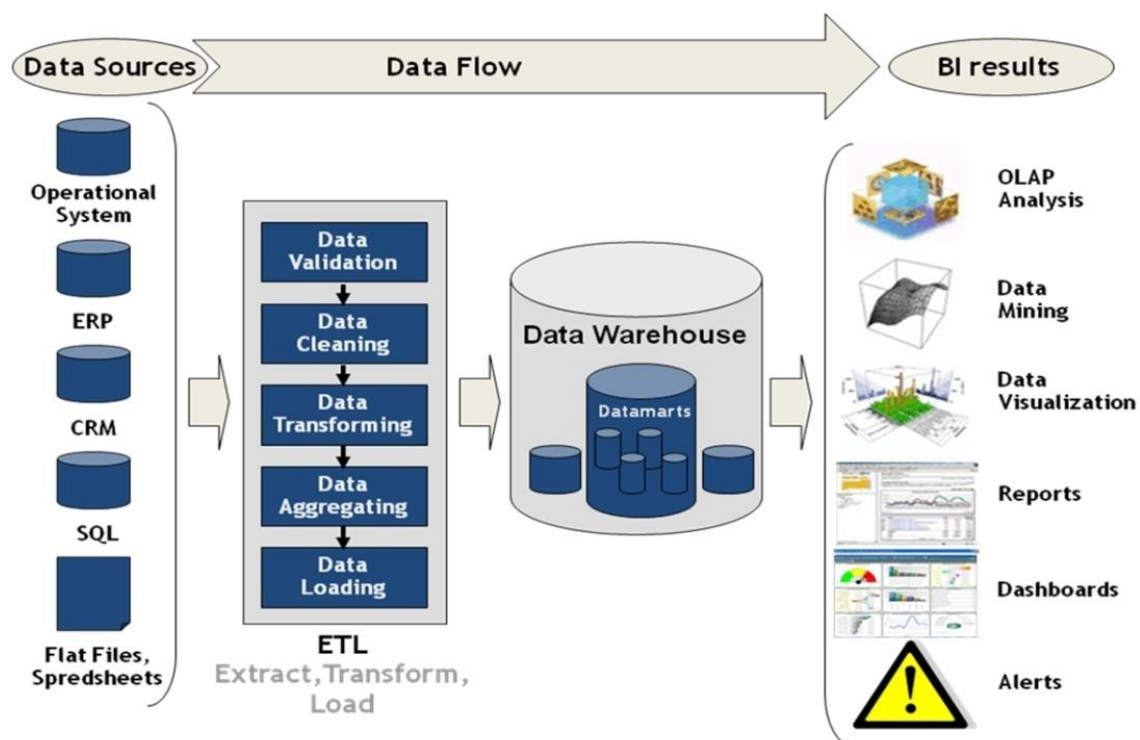 Data Sources
Data Flow
BI results
Operational
System
ERP
CRM
SQL
Flat Files,
Spredsheets
Data
Validation
Data
Cleaning
Data
Transforming
Data
Aggregating
Data
Loading
ETL
Extract,Transform,
Load
Data Warehouse
Datamarts
OLAP
Analysis
Data
Mining
Data
Visualization
Reports
Dashboards
Alerts